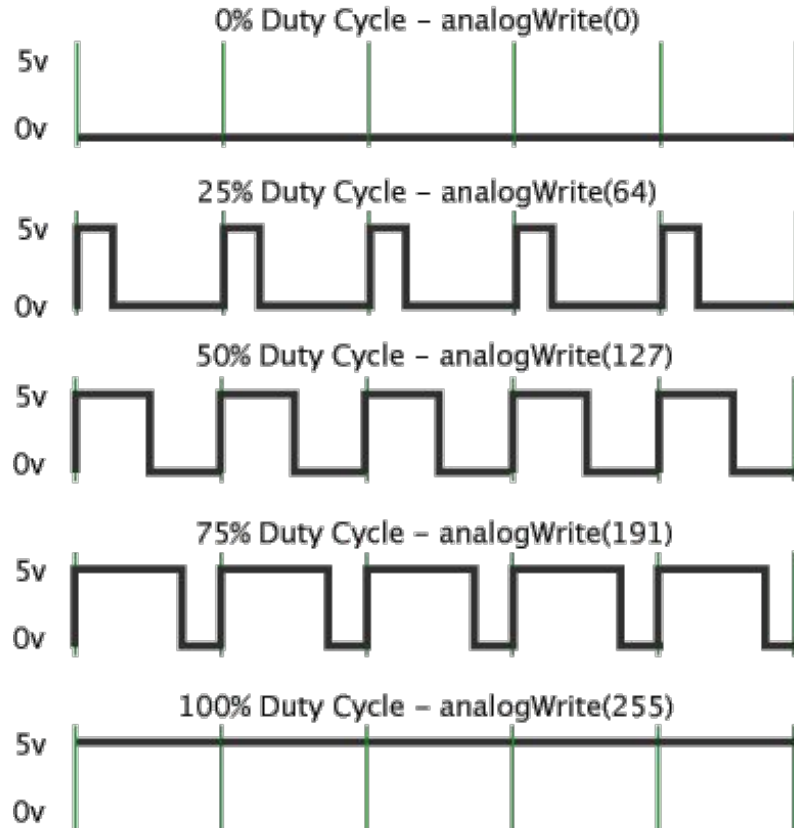 0% Duty Cycle – analogWrite(0)
5v
0v
25% Duty Cycle – analogWrite(64)
5v
0v
50% Duty Cycle – analogWrite(127)
5v
0v
75% Duty Cycle – analogWrite(191)
5v
0v
100% Duty Cycle – analogWrite(255)
5v
0v